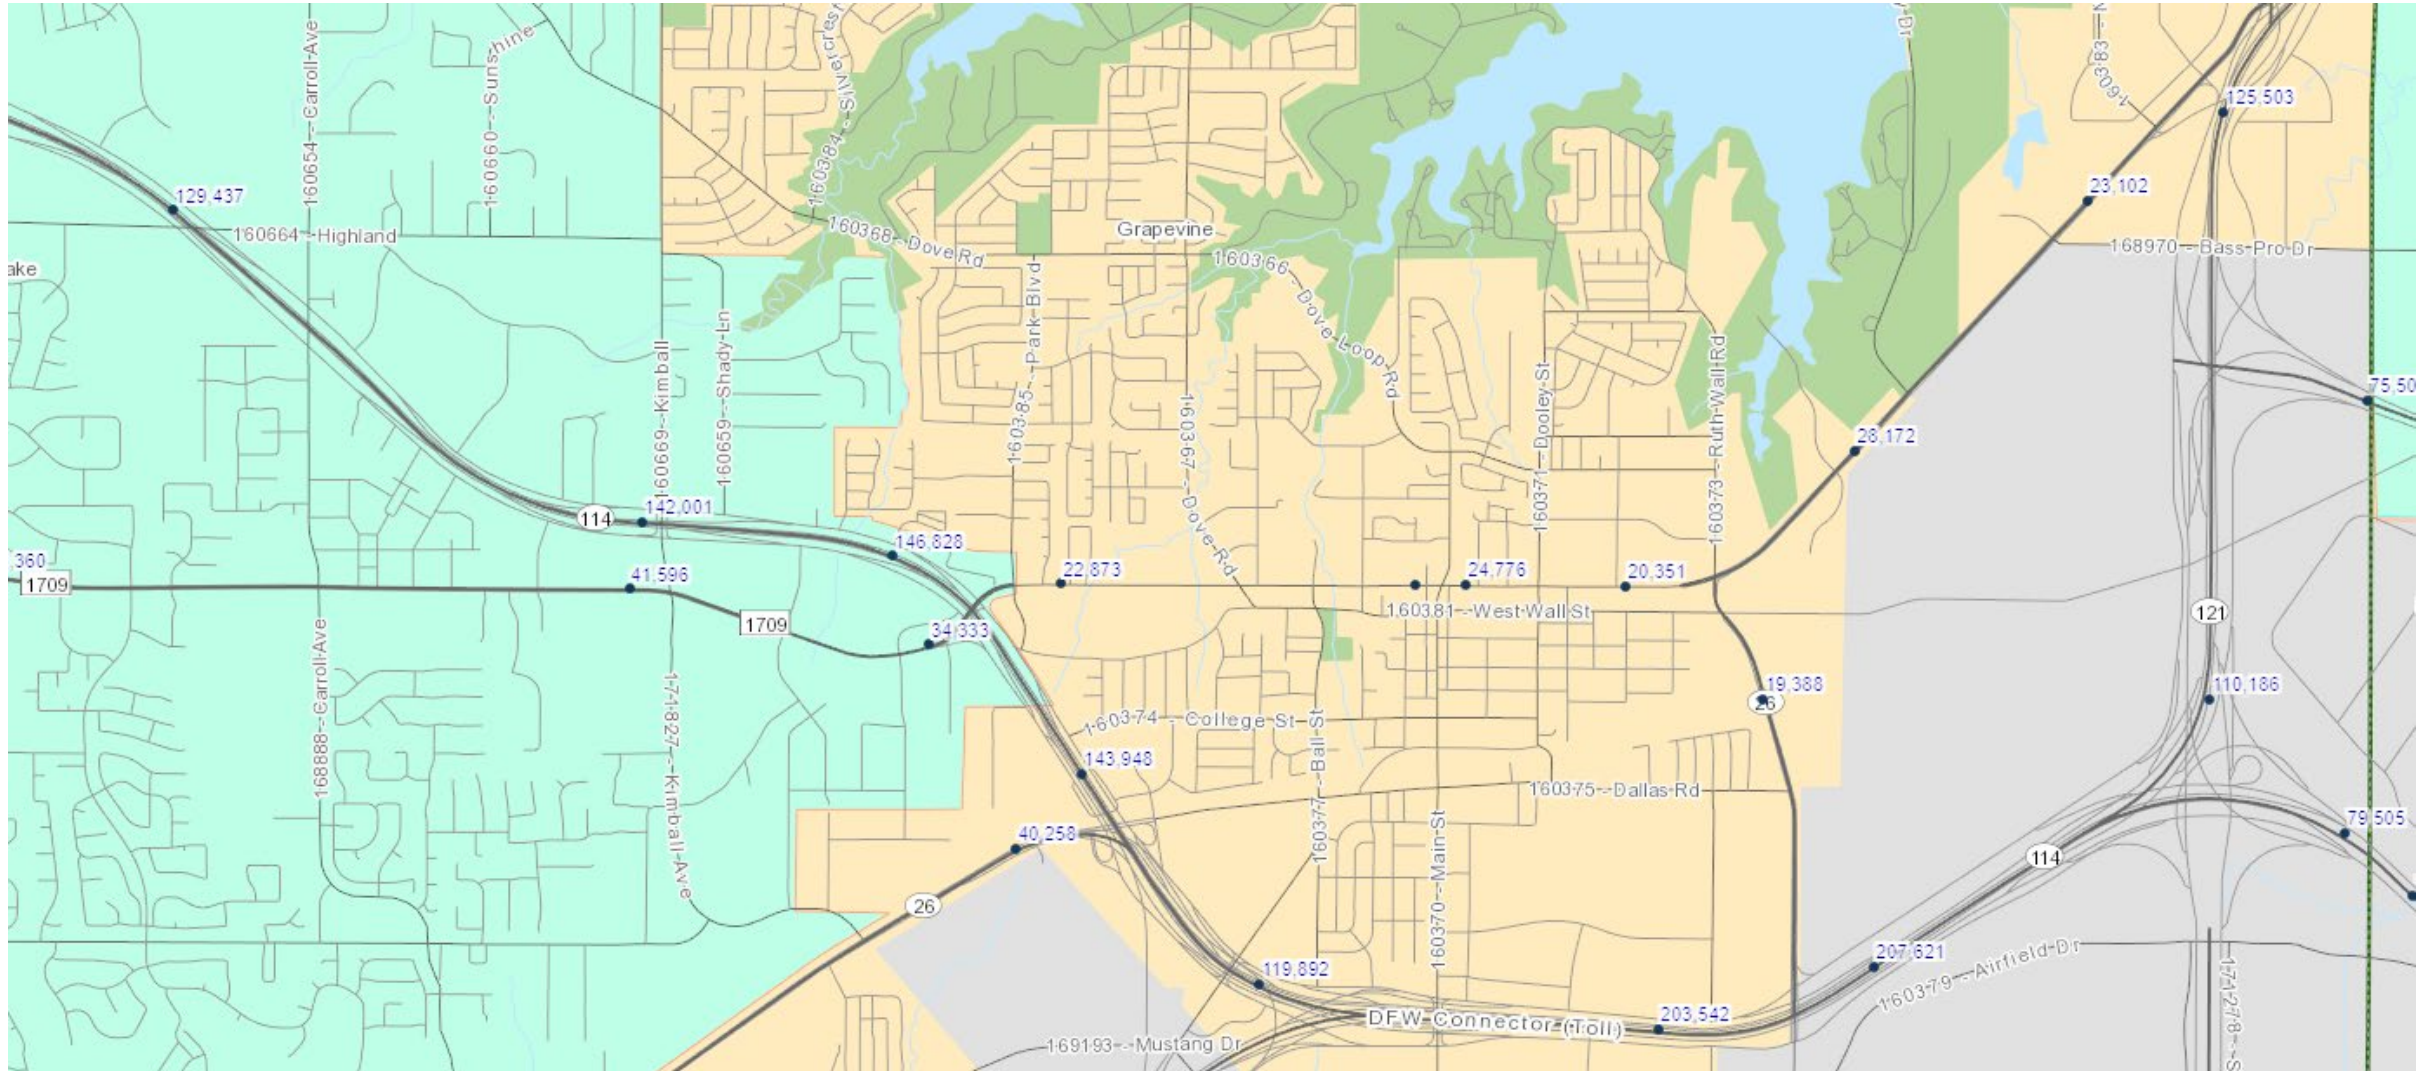 160654 - Carroll Ave
160660 - Sunshine
160384 - Silvercrest
y Dr
125,503
129,437
23,102
160664 - Highland
160368 - Dove Rd
Grapevine
160366 - Dove Loop Rd
168970 - Bass Pro Dr
ake
160385 - Park Blvd
160669 - Kimball
160659 - Shady Ln
160367 - Dove Rd
160371 - Dooley St
160373 - Ruth Wall Rd
75,50
28,172
114
142,001
146,828
360
1709
41,596
22,873
24,776
20,351
160381 - West Wall St
121
1709
34,333
168888 - Carroll Ave
171827 - Kimball Ave
19,388
26
110,186
160374 - College St
160377 - Ball St
143,948
160375 - Dallas Rd
40,258
79,505
160370 - Main St
114
26
207,621
160379 - Airfield Dr
119,892
203,542
DFW Connector (Toll)
169193 - Mustang Dr
171278 - S